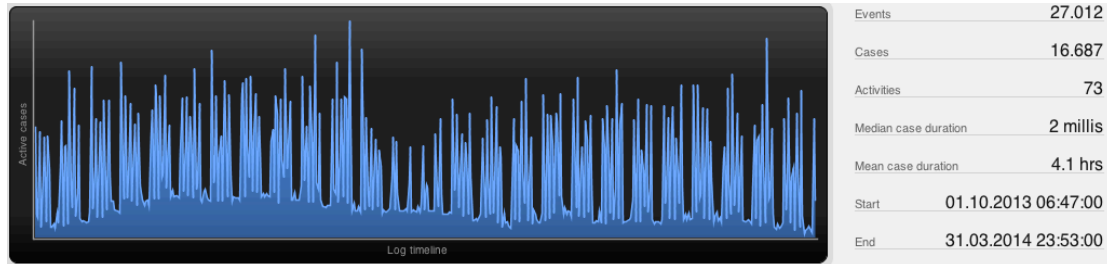 Active cases
Log timeline
Events 27.012
Cases 16.687
Activities 73
Median case duration 2 millis
Mean case duration 4.1 hrs
Start 01.10.2013 06:47:00
End 31.03.2014 23:53:00